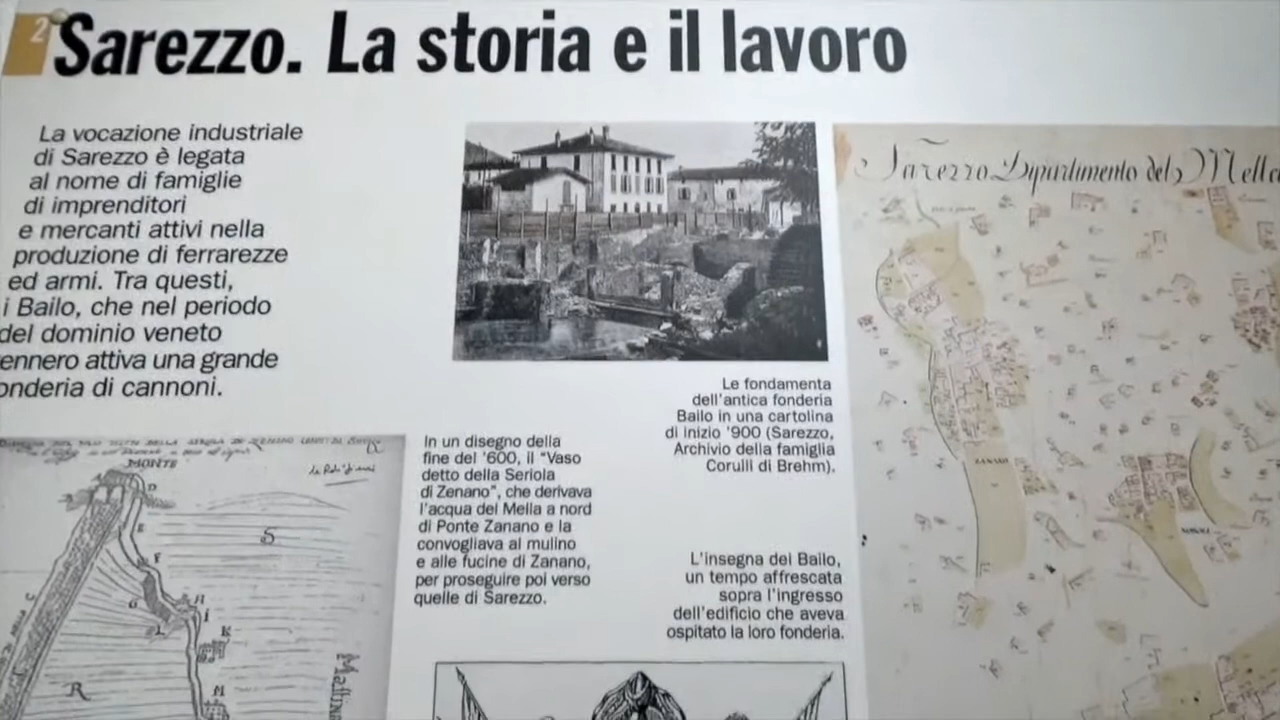 2
Sarezzo. La storia e il lavoro
La vocazione industriale
di Sarezzo è legata
al nome di famiglie
di imprenditori
e mercanti attivi nella
produzione di ferrarezze
ed armi. Tra questi,
i Bailo, che nel periodo
del dominio veneto
ennero attiva una grande
onderia di cannoni.
Le fondamenta
dell'antica fonderia
Bailo in una cartolina
di inizio '900 (Sarezzo,
Archivio della famiglia
Corulli di Brehm).
In un disegno della
fine del '600, il "Vaso
detto della Seriola
di Zenano", che derivava
l'acqua del Mella a nord
di Ponte Zanano e la
convogliava al mulino
e alle fucine di Zanano,
per proseguire poi verso
quelle di Sarezzo.
L'insegna dei Bailo,
un tempo affrescata
sopra l'ingresso
dell'edificio che aveva
ospitato la loro fonderia.
Sarezzo Dipartimento del Mella
ZANANO
MONTE
D
E
F
S
G
H
I
L
K
C
R
M